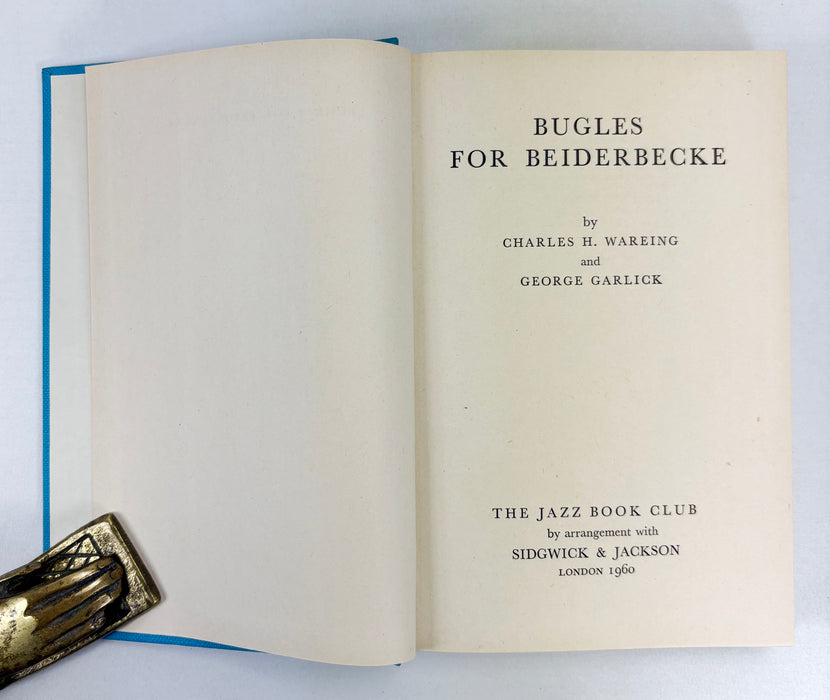 BUGLES
FOR BEIDERBECKE
by
CHARLES H. WAREING
and
GEORGE GARLICK
THE JAZZ BOOK CLUB
by arrangement with
SIDGWICK & JACKSON
LONDON 1960